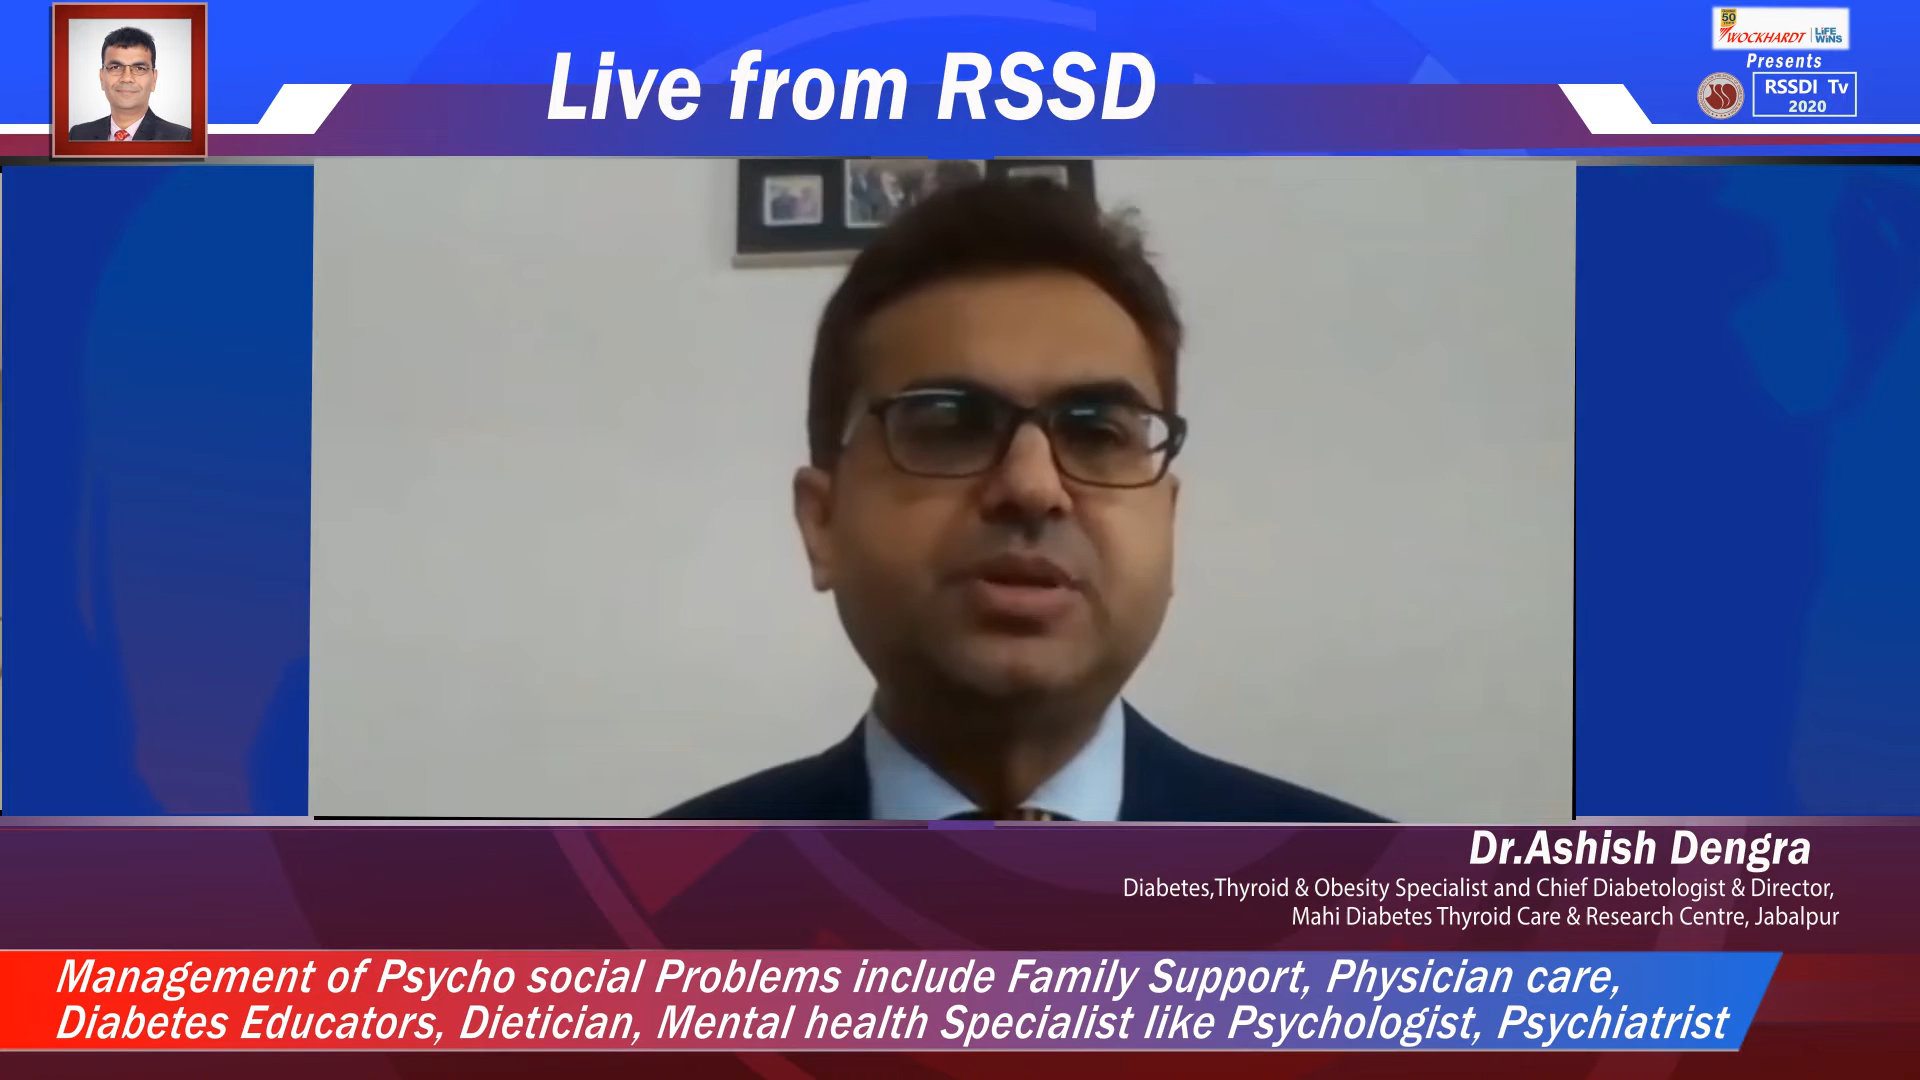 Live from RSSD
50
WOCKHARDT
LiFE
WiNS
Presents
RSSDI Tv
2020
Dr.Ashish Dengra
Diabetes,Thyroid & Obesity Specialist and Chief Diabetologist & Director,
Mahi Diabetes Thyroid Care & Research Centre, Jabalpur
Management of Psycho social Problems include Family Support, Physician care,
Diabetes Educators, Dietician, Mental health Specialist like Psychologist, Psychiatrist